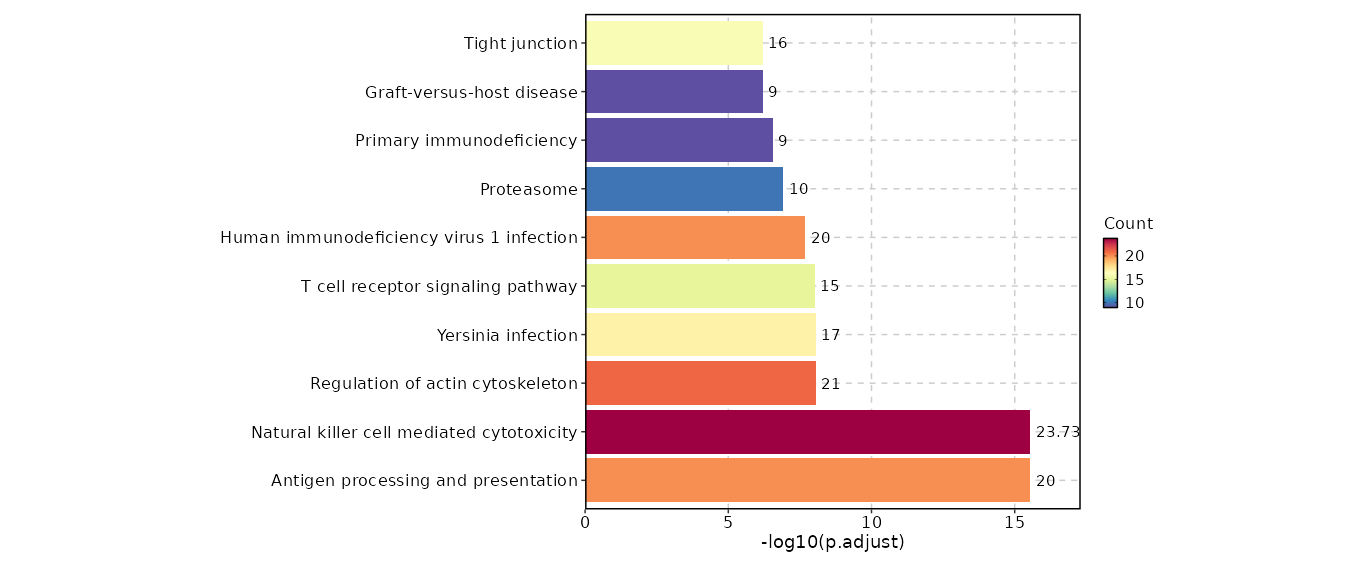 Tight junction 16
Graft-versus-host disease 9
Primary immunodeficiency 9
Proteasome 10
Human immunodeficiency virus 1 infection 20
T cell receptor signaling pathway 15
Yersinia infection 17
Regulation of actin cytoskeleton 21
Natural killer cell mediated cytotoxicity 23.73
Antigen processing and presentation 20
0 5 10 15
-log10(p.adjust)
Count
20
15
10